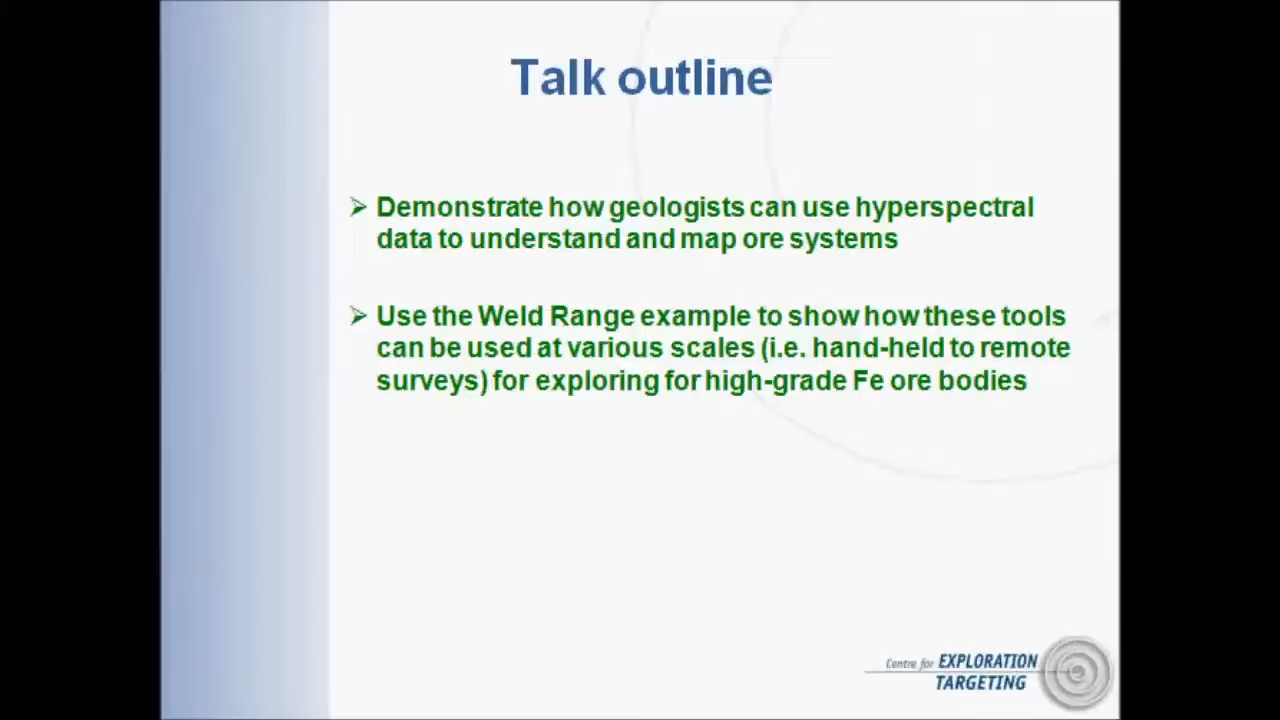 Talk outline
Demonstrate how geologists can use hyperspectral
data to understand and map ore systems
Use the Weld Range example to show how these tools
can be used at various scales (i.e. hand-held to remote
surveys) for exploring for high-grade Fe ore bodies
Centre for EXPLORATION
TARGETING